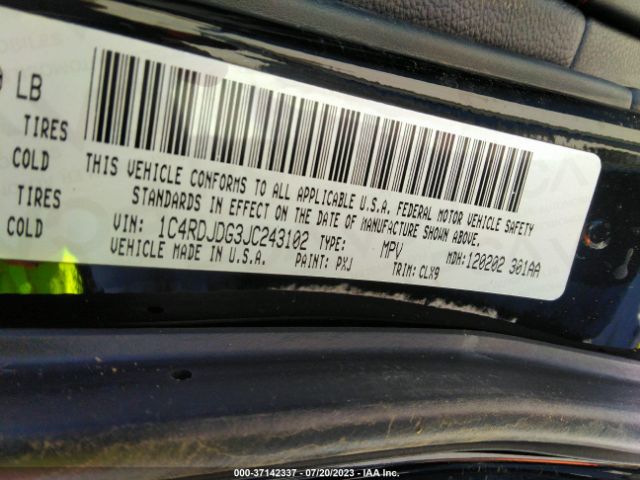 LB
TIRES
COLD
TIRES
COLD
THIS VEHICLE CONFORMS TO ALL APPLICABLE U.S.A. FEDERAL MOTOR VEHICLE SAFETY
STANDARDS IN EFFECT ON THE DATE OF MANUFACTURE SHOWN ABOVE.
VIN: 1C4RDJDG3JC243102 TYPE: MPV MDH:120202 301AA
VEHICLE MADE IN U.S.A. PAINT: PXJ TRIM: CLX9
000-37142337 - 07/20/2023 - IAA Inc.